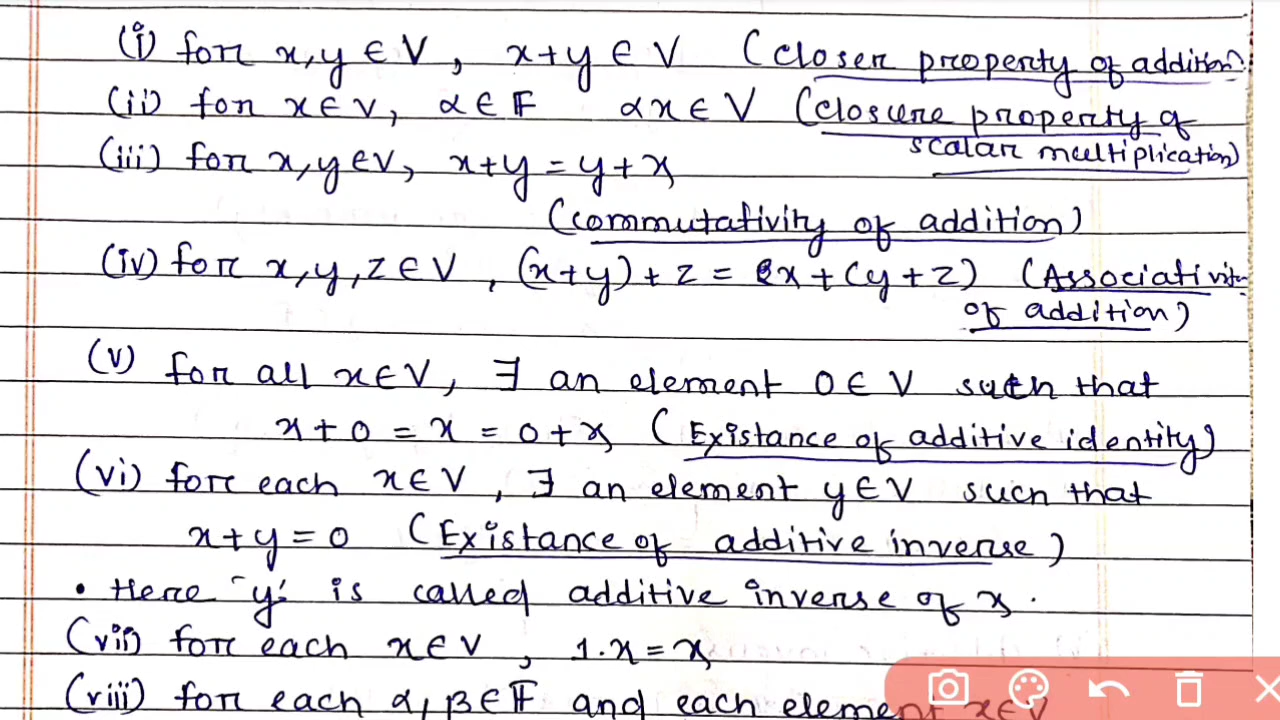 (i) for x, y ∈ V, x+y ∈ V (closer property of addition)
(ii) for x ∈ V, α ∈ 𝔽 αx ∈ V (closure property of
scalar multiplication)
(iii) for x, y ∈ V, x+y = y+x
(commutativity of addition)
(iv) for x, y, z ∈ V, (x+y)+z = x+(y+z) (Associativity
of addition)
(v) for all x ∈ V, ∃ an element 0 ∈ V such that
x+0 = x = 0+x (Existance of additive identity)
(vi) for each x ∈ V, ∃ an element y ∈ V such that
x+y = 0 (Existance of additive inverse)
• Here 'y' is called additive inverse of x.
(vii) for each x ∈ V, 1.x = x
(viii) for each α, β ∈ 𝔽 and each element x ∈ V